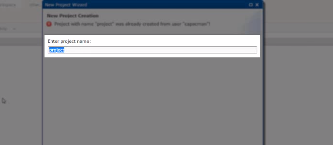 New Project Wizard
New Project Creation
Project with name "project" was already created from user "superuser"!
Enter project name:
project